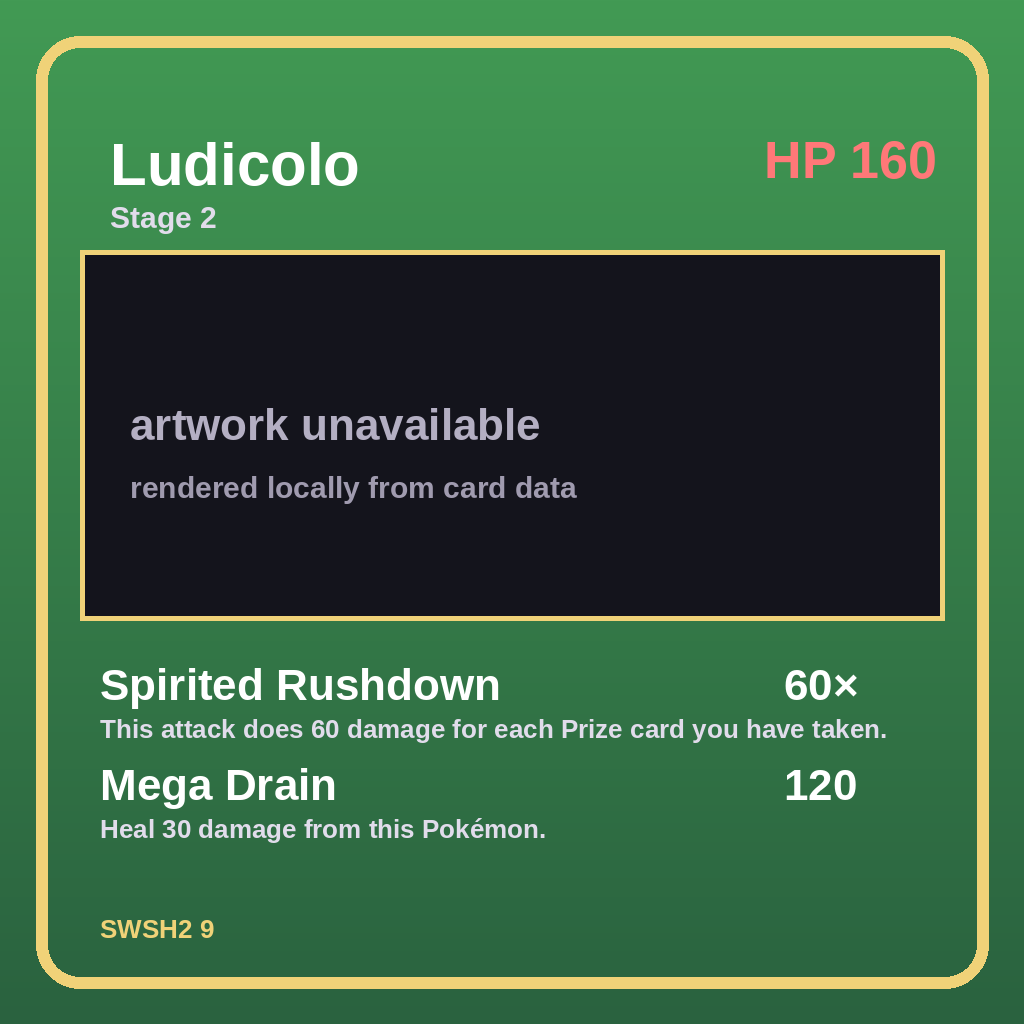 Ludicolo
HP 160
Stage 2
artwork unavailable
rendered locally from card data
Spirited Rushdown 60×
This attack does 60 damage for each Prize card you have taken.
Mega Drain 120
Heal 30 damage from this Pokémon.
SWSH2 9